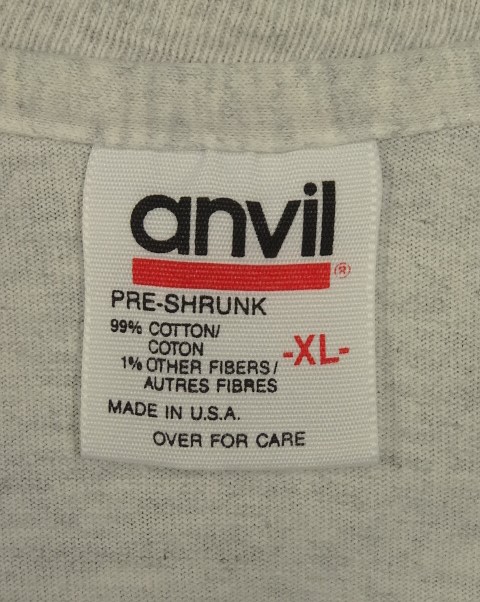 anvil
®
PRE-SHRUNK
99% COTTON/
COTON
1% OTHER FIBERS/
AUTRES FIBRES
-XL-
MADE IN U.S.A.
OVER FOR CARE